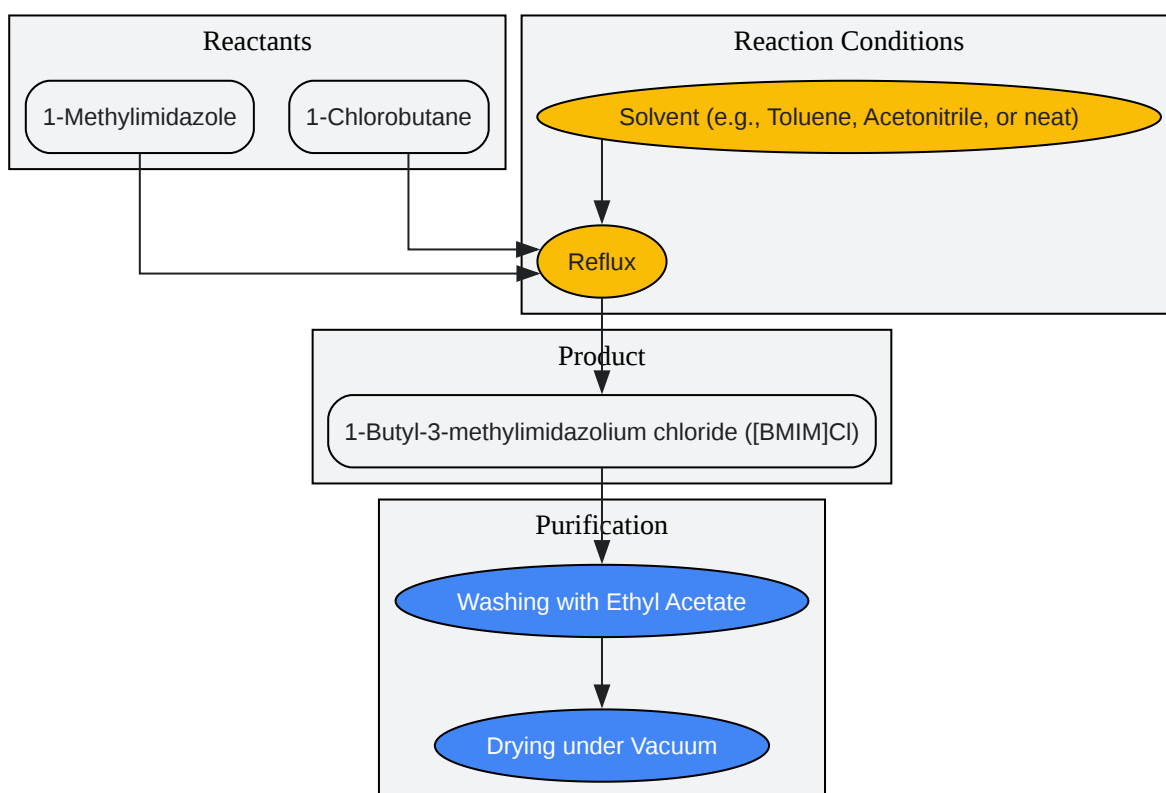 Reactants
Reaction Conditions
1-Methylimidazole
1-Chlorobutane
Solvent (e.g., Toluene, Acetonitrile, or neat)
Reflux
Product
1-Butyl-3-methylimidazolium chloride ([BMIM]Cl)
Purification
Washing with Ethyl Acetate
Drying under Vacuum